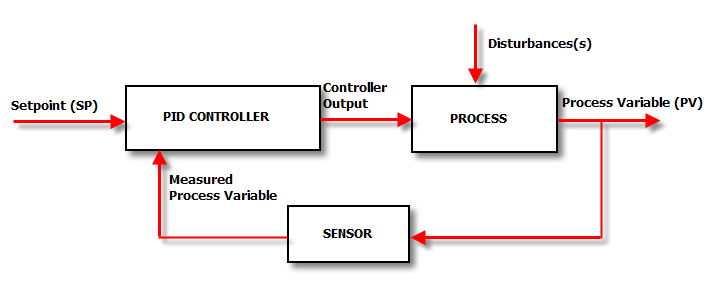 Disturbances(s)
Setpoint (SP)
PID CONTROLLER
Controller
Output
PROCESS
Process Variable (PV)
Measured
Process Variable
SENSOR